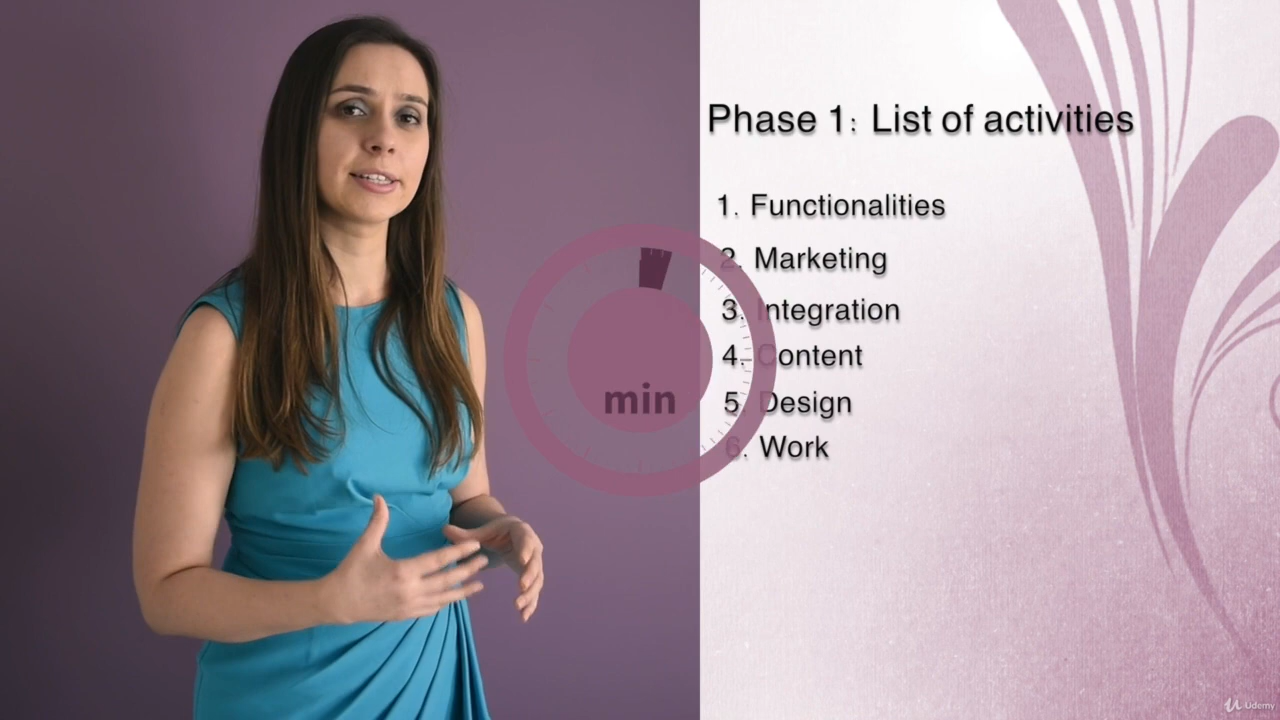 Phase 1: List of activities
1. Functionalities
2. Marketing
3. Integration
4. Content
5. Design
6. Work
min
Udemy